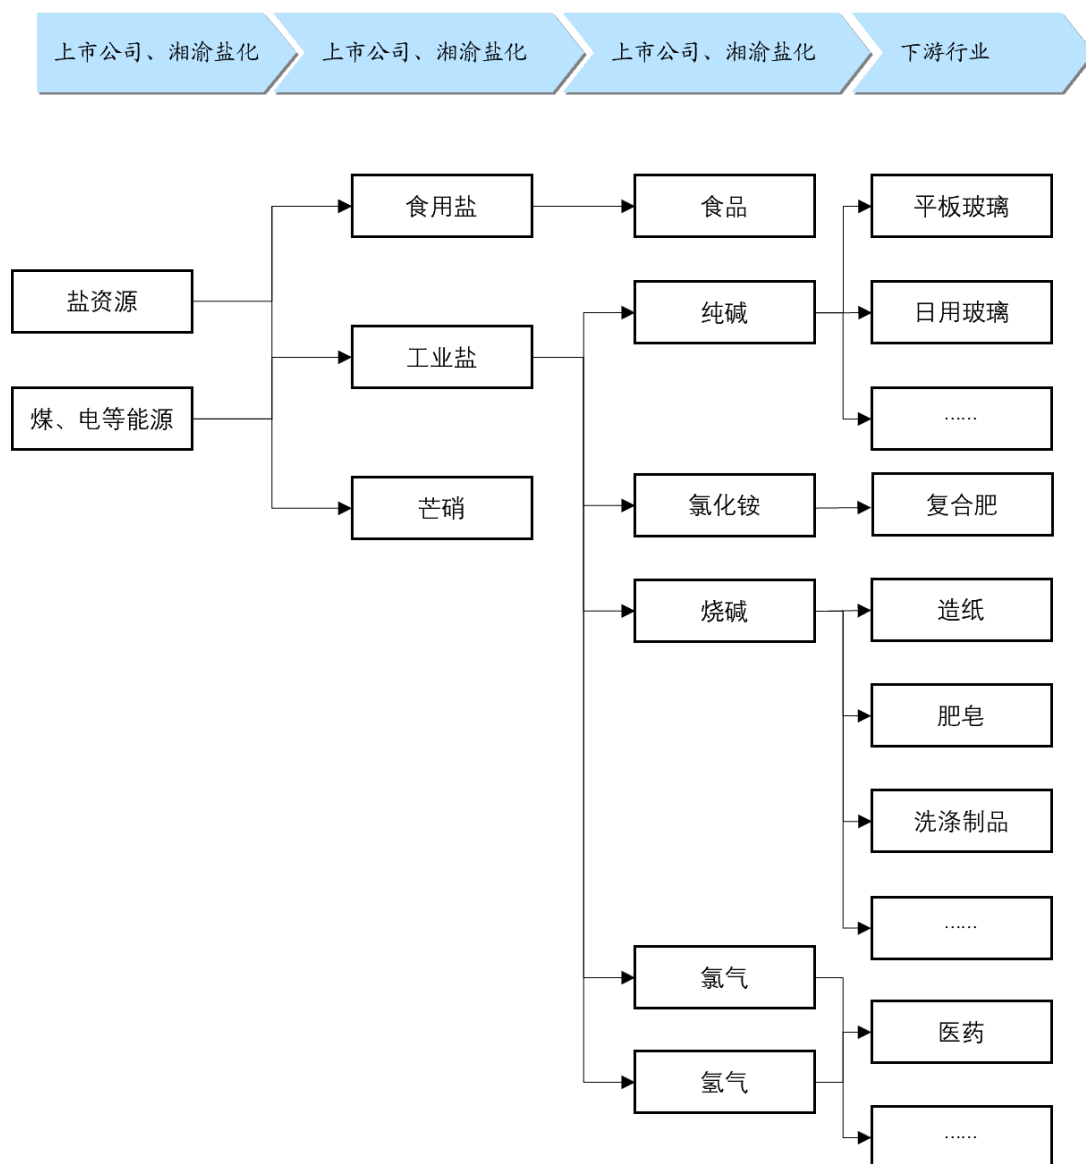 上市公司、湘渝盐化
上市公司、湘渝盐化
上市公司、湘渝盐化
下游行业
食用盐
食品
平板玻璃
盐资源
纯碱
日用玻璃
工业盐
煤、电等能源
……
芒硝
氯化铵
复合肥
烧碱
造纸
肥皂
洗涤制品
……
氯气
医药
氢气
……